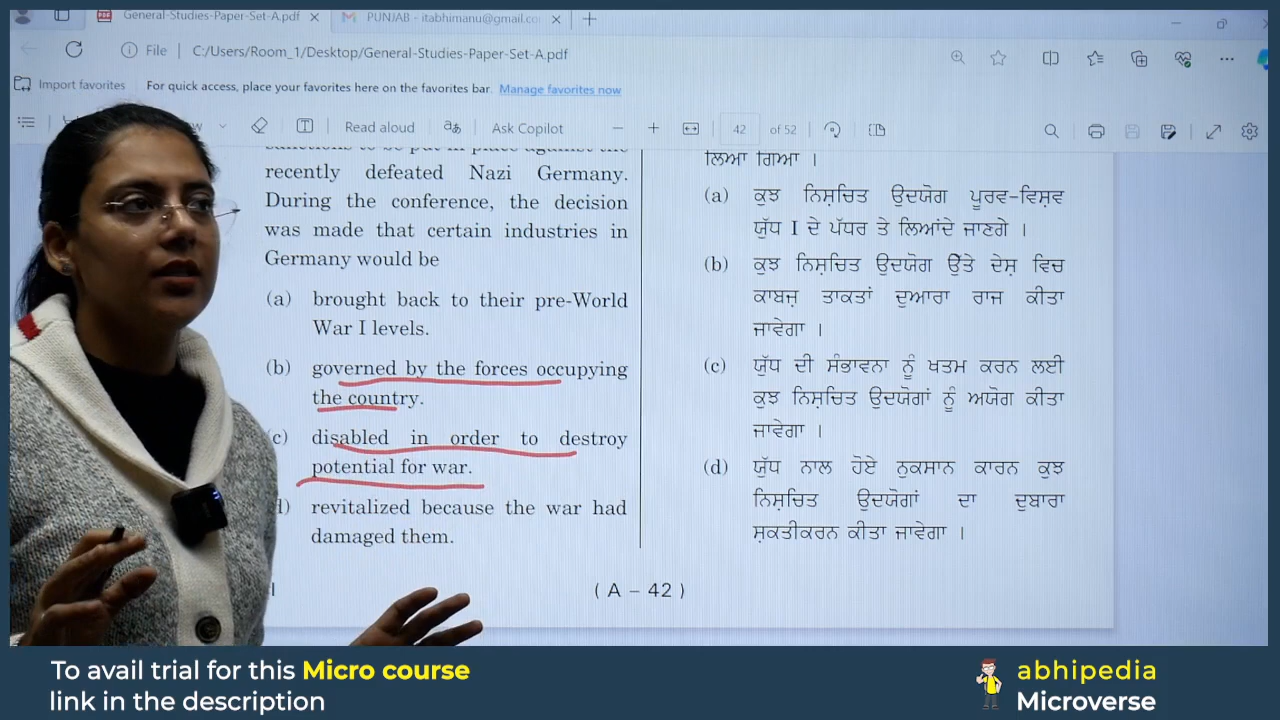 General-Studies-Paper-Set-A.pdf
PUNJAB - itabhimanu@gmail.co
File C:/Users/Room_1/Desktop/General-Studies-Paper-Set-A.pdf
Import favorites For quick access, place your favorites here on the favorites bar. Manage favorites now
Read aloud Ask Copilot 42 of 52
recently defeated Nazi Germany.
During the conference, the decision
was made that certain industries in
Germany would be
(a) brought back to their pre-World
War I levels.
(b) governed by the forces occupying
the country.
(c) disabled in order to destroy
potential for war.
d) revitalized because the war had
damaged them.
ਲਿਆ ਗਿਆ ।
(a) ਕੁਝ ਨਿਸ਼ਚਿਤ ਉਦਯੋਗ ਪੂਰਵ-ਵਿਸ਼ਵ
ਯੁੱਧ I ਦੇ ਪੱਧਰ ਤੇ ਲਿਆਂਦੇ ਜਾਣਗੇ ।
(b) ਕੁਝ ਨਿਸ਼ਚਿਤ ਉਦਯੋਗ ਉੱਤੇ ਦੇਸ਼ ਵਿਚ
ਕਾਬਜ਼ ਤਾਕਤਾਂ ਦੁਆਰਾ ਰਾਜ ਕੀਤਾ
ਜਾਵੇਗਾ ।
(c) ਯੁੱਧ ਦੀ ਸੰਭਾਵਨਾ ਨੂੰ ਖਤਮ ਕਰਨ ਲਈ
ਕੁਝ ਨਿਸ਼ਚਿਤ ਉਦਯੋਗਾਂ ਨੂੰ ਅਯੋਗ ਕੀਤਾ
ਜਾਵੇਗਾ ।
(d) ਯੁੱਧ ਨਾਲ ਹੋਏ ਨੁਕਸਾਨ ਕਾਰਨ ਕੁਝ
ਨਿਸ਼ਚਿਤ ਉਦਯੋਗਾਂ ਦਾ ਦੁਬਾਰਾ
ਸ਼ਕਤੀਕਰਨ ਕੀਤਾ ਜਾਵੇਗਾ ।
( A – 42 )
To avail trial for this Micro course
link in the description
abhipedia
Microverse